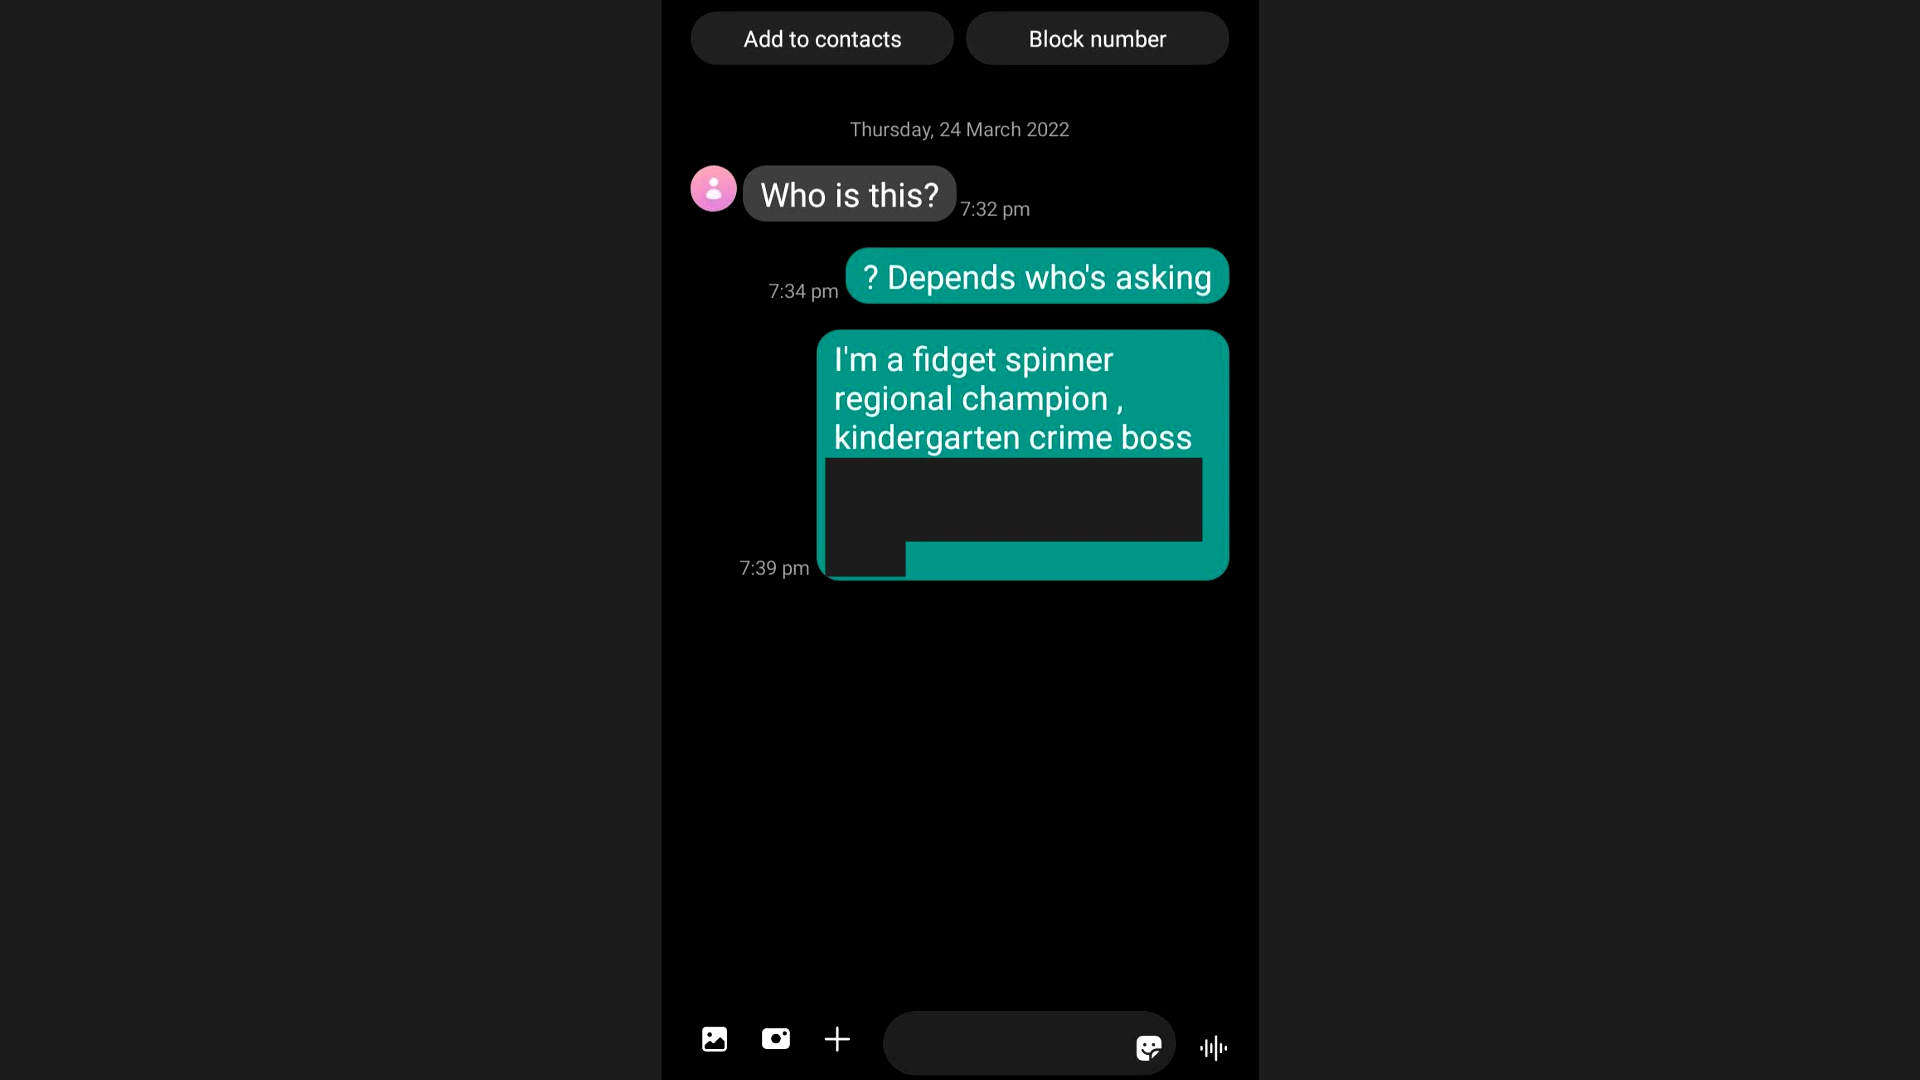 Add to contacts
Block number
Thursday, 24 March 2022
Who is this?
7:32 pm
? Depends who's asking
7:34 pm
I'm a fidget spinner
regional champion ,
kindergarten crime boss
7:39 pm